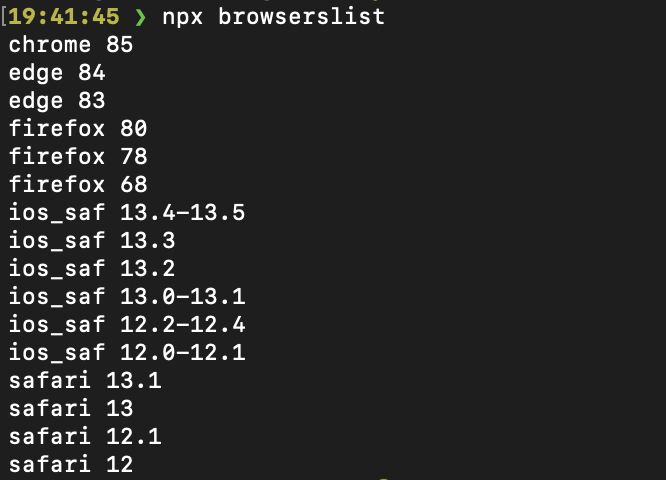 [19:41:45 ❯ npx browserslist
chrome 85
edge 84
edge 83
firefox 80
firefox 78
firefox 68
ios_saf 13.4-13.5
ios_saf 13.3
ios_saf 13.2
ios_saf 13.0-13.1
ios_saf 12.2-12.4
ios_saf 12.0-12.1
safari 13.1
safari 13
safari 12.1
safari 12